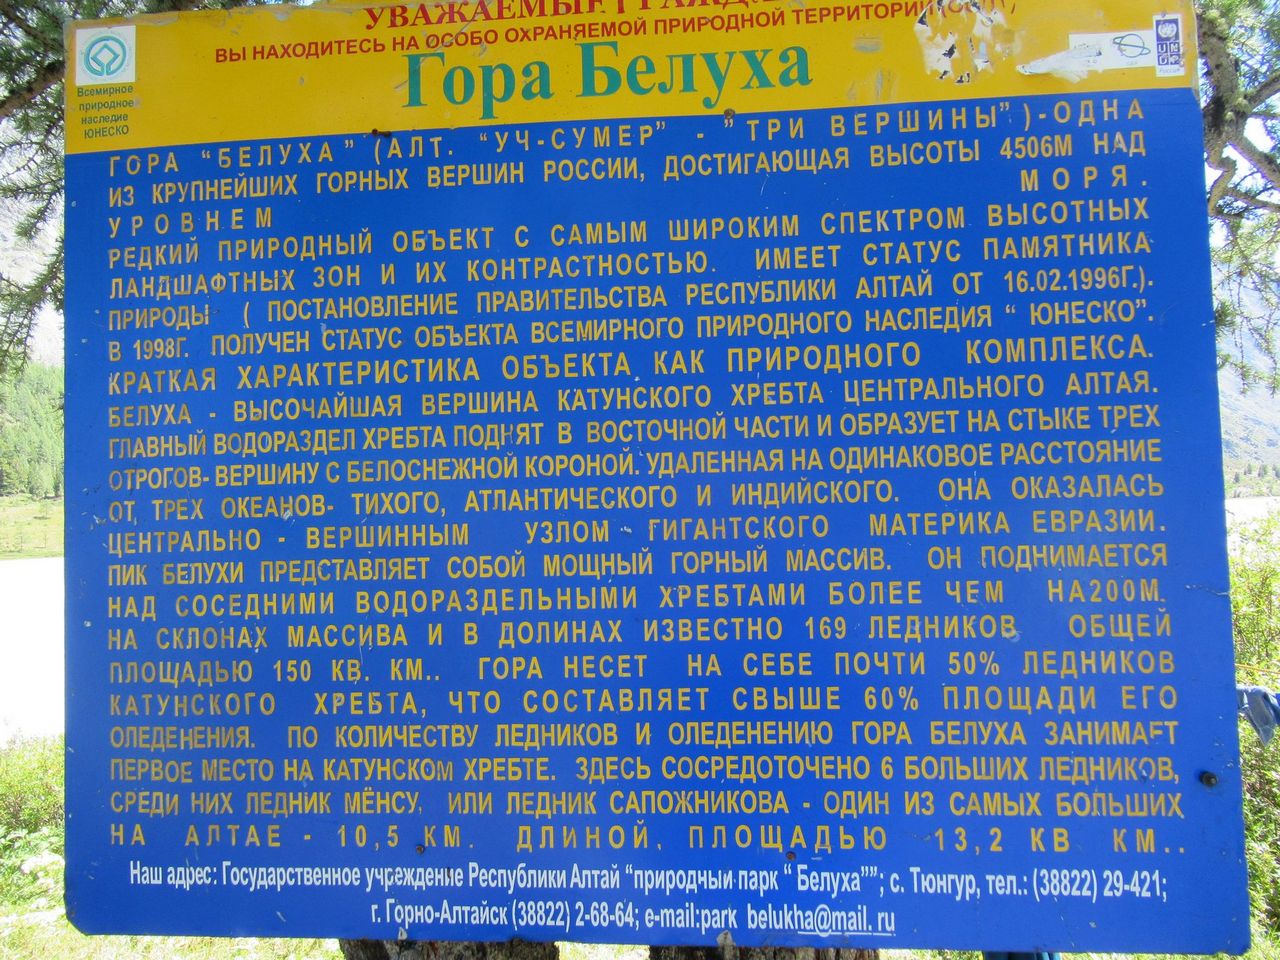 УВАЖАЕМЫЕ
ВЫ НАХОДИТЕСЬ НА ОСОБО ОХРАНЯЕМОЙ ПРИРОДНОЙ ТЕРРИТОРИИ
Гора Белуха
Всемирное
природное
наследие
ЮНЕСКО
UN
DP
Россия
ГОРА "БЕЛУХА" (АЛТ. "УЧ-СУМЕР" - "ТРИ ВЕРШИНЫ")-ОДНА
ИЗ КРУПНЕЙШИХ ГОРНЫХ ВЕРШИН РОССИИ, ДОСТИГАЮЩАЯ ВЫСОТЫ 4506М НАД
УРОВНЕМ МОРЯ.
РЕДКИЙ ПРИРОДНЫЙ ОБЪЕКТ С САМЫМ ШИРОКИМ СПЕКТРОМ ВЫСОТНЫХ
ЛАНДШАФТНЫХ ЗОН И ИХ КОНТРАСТНОСТЬЮ. ИМЕЕТ СТАТУС ПАМЯТНИКА
ПРИРОДЫ ( ПОСТАНОВЛЕНИЕ ПРАВИТЕЛЬСТВА РЕСПУБЛИКИ АЛТАЙ ОТ 16.02.1996Г.).
В 1998Г. ПОЛУЧЕН СТАТУС ОБЪЕКТА ВСЕМИРНОГО ПРИРОДНОГО НАСЛЕДИЯ " ЮНЕСКО".
КРАТКАЯ ХАРАКТЕРИСТИКА ОБЪЕКТА КАК ПРИРОДНОГО КОМПЛЕКСА.
БЕЛУХА - ВЫСОЧАЙШАЯ ВЕРШИНА КАТУНСКОГО ХРЕБТА ЦЕНТРАЛЬНОГО АЛТАЯ.
ГЛАВНЫЙ ВОДОРАЗДЕЛ ХРЕБТА ПОДНЯТ В ВОСТОЧНОЙ ЧАСТИ И ОБРАЗУЕТ НА СТЫКЕ ТРЕХ
ОТРОГОВ- ВЕРШИНУ С БЕЛОСНЕЖНОЙ КОРОНОЙ. УДАЛЕННАЯ НА ОДИНАКОВОЕ РАССТОЯНИЕ
ОТ ТРЕХ ОКЕАНОВ- ТИХОГО, АТЛАНТИЧЕСКОГО И ИНДИЙСКОГО. ОНА ОКАЗАЛАСЬ
ЦЕНТРАЛЬНО - ВЕРШИННЫМ УЗЛОМ ГИГАНТСКОГО МАТЕРИКА ЕВРАЗИИ.
ПИК БЕЛУХИ ПРЕДСТАВЛЯЕТ СОБОЙ МОЩНЫЙ ГОРНЫЙ МАССИВ. ОН ПОДНИМАЕТСЯ
НАД СОСЕДНИМИ ВОДОРАЗДЕЛЬНЫМИ ХРЕБТАМИ БОЛЕЕ ЧЕМ НА200М.
НА СКЛОНАХ МАССИВА И В ДОЛИНАХ ИЗВЕСТНО 169 ЛЕДНИКОВ ОБЩЕЙ
ПЛОЩАДЬЮ 150 КВ. КМ.. ГОРА НЕСЕТ НА СЕБЕ ПОЧТИ 50% ЛЕДНИКОВ
КАТУНСКОГО ХРЕБТА, ЧТО СОСТАВЛЯЕТ СВЫШЕ 60% ПЛОЩАДИ ЕГО
ОЛЕДЕНЕНИЯ. ПО КОЛИЧЕСТВУ ЛЕДНИКОВ И ОЛЕДЕНЕНИЮ ГОРА БЕЛУХА ЗАНИМАЕТ
ПЕРВОЕ МЕСТО НА КАТУНСКОМ ХРЕБТЕ. ЗДЕСЬ СОСРЕДОТОЧЕНО 6 БОЛЬШИХ ЛЕДНИКОВ,
СРЕДИ НИХ ЛЕДНИК МЁНСУ, ИЛИ ЛЕДНИК САПОЖНИКОВА - ОДИН ИЗ САМЫХ БОЛЬШИХ
НА АЛТАЕ - 10,5 КМ. ДЛИНОЙ, ПЛОЩАДЬЮ 13,2 КВ КМ..
Наш адрес: Государственное учреждение Республики Алтай "природный парк " Белуха""; с. Тюнгур, тел.: (38822) 29-421;
г. Горно-Алтайск (38822) 2-68-64; e-mail:park belukha@mail. ru